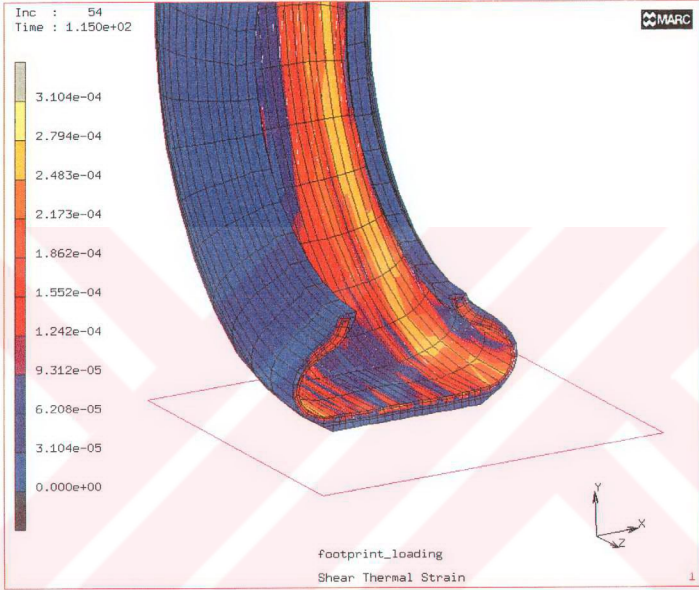 Inc : 54
Time : 1.150e+02
MARC
3.104e-04
2.794e-04
2.483e-04
2.173e-04
1.862e-04
1.552e-04
1.242e-04
9.312e-05
6.208e-05
3.104e-05
0.000e+00
Y
X
Z
footprint_loading
Shear Thermal Strain
1